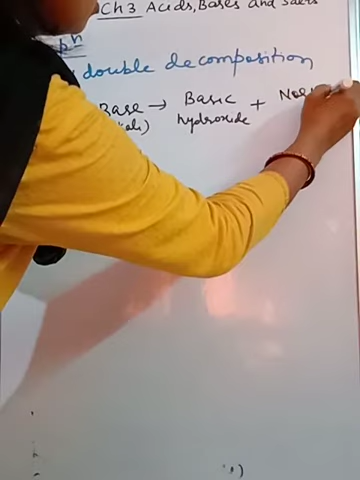 Ch3 Acids, Bases and Salts
double decomposition
Base → Basic +
hydroxide